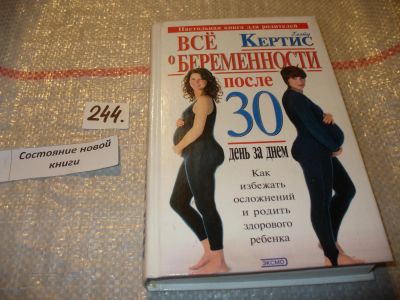 Настольная книга для родителей
ВСЁ
Глейд
КЕРТИС
О БЕРЕМЕННОСТИ
ПОСЛЕ
30
ДЕНЬ ЗА ДНЕМ
Как
избежать
осложнений
и родить
здорового
ребенка
ЭКСМО
244.
Состояние новой
книги